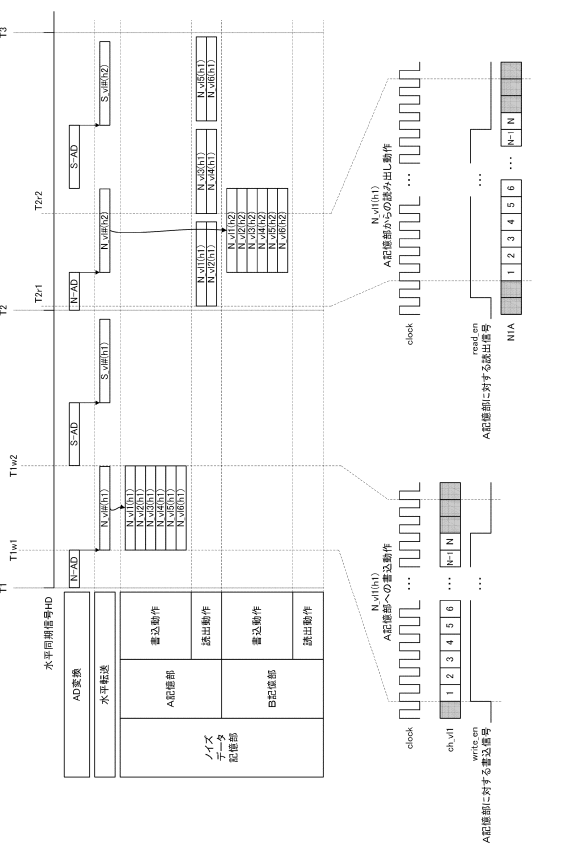 T1
T1w1
T1w2
T2
T2r1
T2r2
T3
水平同期信号HD
AD変換
N-AD
S-AD
N-AD
S-AD
水平転送
N_vl#(h1)
S_vl#(h1)
N_vl#(h2)
S_vl#(h2)
ノイズ
データ
記憶部
A記憶部
書込動作
N_vl1(h1)
N_vl2(h1)
N_vl3(h1)
N_vl4(h1)
N_vl5(h1)
N_vl6(h1)
読出動作
N_vl1(h1)
N_vl2(h1)
N_vl3(h1)
N_vl4(h1)
N_vl5(h1)
N_vl6(h1)
B記憶部
書込動作
N_vl1(h2)
N_vl2(h2)
N_vl3(h2)
N_vl4(h2)
N_vl5(h2)
N_vl6(h2)
読出動作
N_vl1(h1)
A記憶部への書込動作
clock
…
ch_vl1
1 2 3 4 5 6 … N-1 N
write_en
A記憶部に対する書込信号
…
N_vl1(h1)
A記憶部からの読み出し動作
clock
…
read_en
A記憶部に対する読出信号
…
N1A
1 2 3 4 5 6 … N-1 N